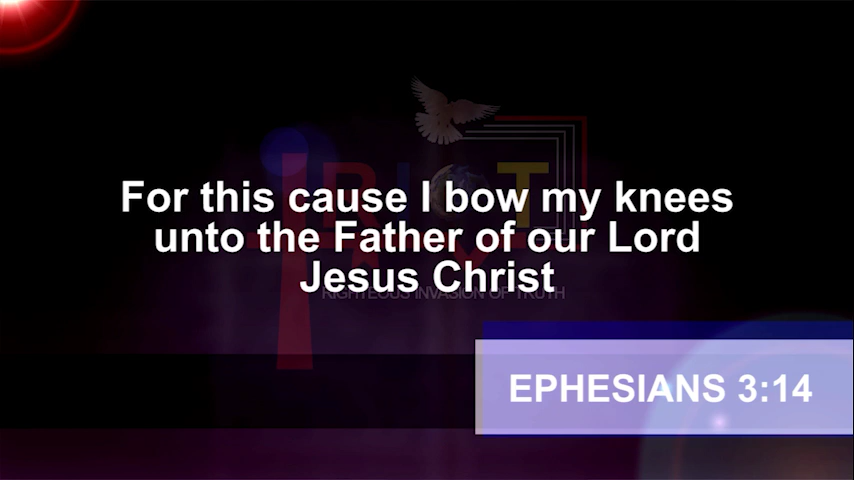 RIOT
For this cause I bow my knees
unto the Father of our Lord
Jesus Christ
RIGHTEOUS INVASION OF TRUTH
EPHESIANS 3:14